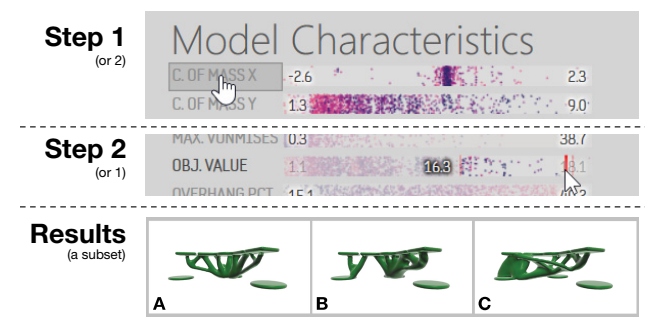 Step 1
(or 2)
Model Characteristics
C. OF MASS X -2.6 2.3
C. OF MASS Y 1.3 9.0
Step 2
(or 1)
MAX. VONMISES 0.3 38.7
OBJ. VALUE 1.1 16.3
OVERHANG PCT
Results
(a subset)
A B C